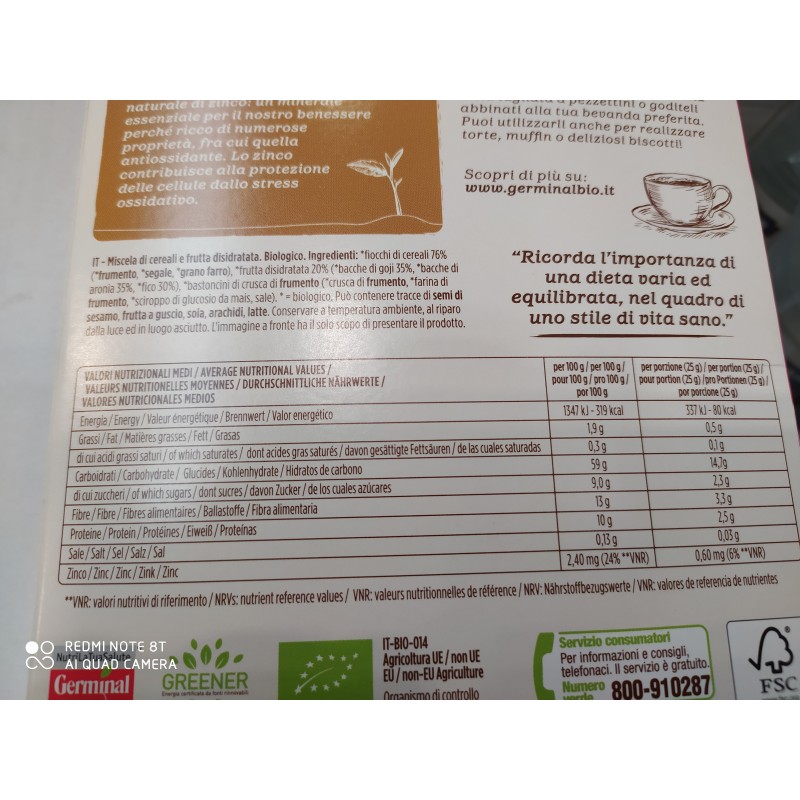 naturale di zinco: un minerale
essenziale per il nostro benessere
perché ricco di numerose
proprietà, fra cui quella
antiossidante. Lo zinco
contribuisce alla protezione
delle cellule dallo stress
ossidativo.
pezzettini o goditeli
abbinati alla tua bevanda preferita.
Puoi utilizzarli anche per realizzare
torte, muffin o deliziosi biscotti!
Scopri di più su:
www.germinalbio.it
IT - Miscela di cereali e frutta disidratata. Biologico. Ingredienti: *fiocchi di cereali 76%
(*frumento, *segale, *grano farro), *frutta disidratata 20% (*bacche di goji 35%, *bacche di
aronia 35%, *fico 30%), *bastoncini di crusca di frumento (*crusca di frumento, *farina di
frumento, *sciroppo di glucosio da mais, sale). * = biologico. Può contenere tracce di semi di
sesamo, frutta a guscio, soia, arachidi, latte. Conservare a temperatura ambiente, al riparo
dalla luce ed in luogo asciutto. L'immagine a fronte ha il solo scopo di presentare il prodotto.
“Ricorda l'importanza di
una dieta varia ed
equilibrata, nel quadro di
uno stile di vita sano.”
VALORI NUTRIZIONALI MEDI / AVERAGE NUTRITIONAL VALUES /
VALEURS NUTRITIONELLES MOYENNES / DURCHSCHNITTLICHE NÄHRWERTE /
VALORES NUTRICIONALES MEDIOS
per 100 g / per 100 g /
pour 100 g / pro 100 g /
por 100 g
per porzione (25 g) / per portion (25 g) /
pour portion (25 g) / pro Portionen (25 g) /
por porcione (25 g)
Energia / Energy / Valeur énergétique / Brennwert / Valor energético 1347 kJ - 319 kcal 337 kJ - 80 kcal
Grassi / Fat / Matières grasses / Fett / Grasas 1,9 g 0,5 g
di cui acidi grassi saturi / of which saturates / dont acides gras saturés / davon gesättigte Fettsäuren / de las cuales saturadas 0,3 g 0,1 g
Carboidrati / Carbohydrate / Glucides / Kohlenhydrate / Hidratos de carbono 59 g 14,7 g
di cui zuccheri / of which sugars / dont sucres / davon Zucker / de los cuales azúcares 9,0 g 2,3 g
Fibre / Fibre / Fibres alimentaires / Ballastoffe / Fibra alimentaria 13 g 3,3 g
Proteine / Protein / Protéines / Eiweiß / Proteínas 10 g 2,5 g
Sale / Salt / Sel / Salz / Sal 0,13 g 0,03 g
Zinco / Zinc / Zinc / Zink / Zinc 2,40 mg (24% **VNR) 0,60 mg (6% **VNR)
**VNR: valori nutritivi di riferimento / NRVs: nutrient reference values / VNR: valeurs nutritionnelles de référence / NRV: Nährstoffbezugswerte / VNR: valores de referencia de nutrientes
REDMI NOTE 8T
AI QUAD CAMERA
NutriLaTuaSalute
Germinal
GREENER
Energia certificata da fonti rinnovabili
IT-BIO-014
Agricoltura UE / non UE
EU / non-EU Agriculture
Organismo di controllo
Servizio consumatori
Per informazioni e consigli,
telefonaci. Il servizio è gratuito.
Numero
verde 800-910287
FSC